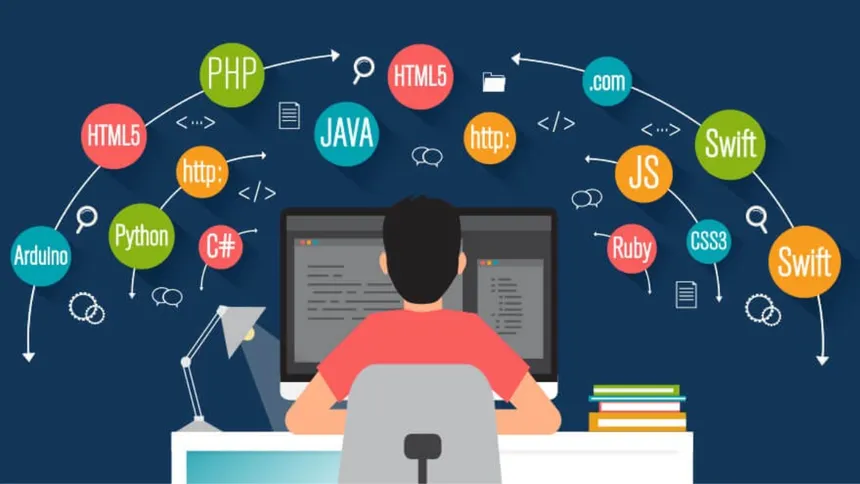 PHP
HTML5
.com
HTML5
JAVA
http:
Swift
http:
JS
Python
C#
Ruby
CSS3
Arduino
Swift